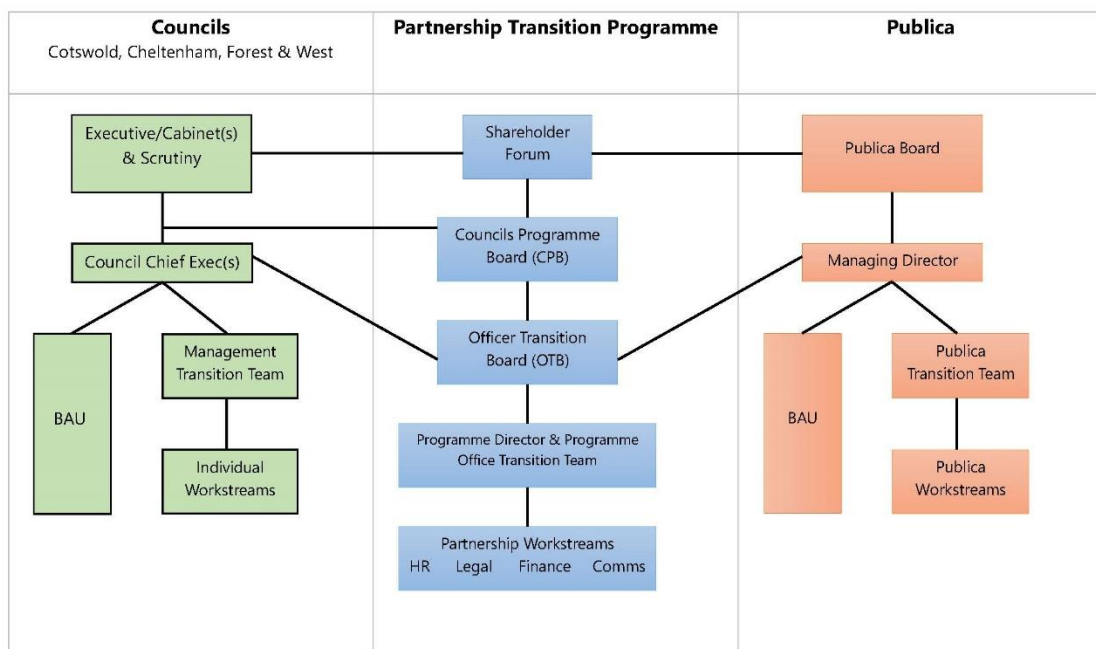 Councils
Cotswold, Cheltenham, Forest & West
Partnership Transition Programme
Publica
Executive/Cabinet(s)
& Scrutiny
Shareholder
Forum
Publica Board
Councils Programme
Board (CPB)
Council Chief Exec(s)
Managing Director
Officer Transition
Board (OTB)
BAU
Management
Transition Team
BAU
Publica
Transition Team
Programme Director & Programme
Office Transition Team
Individual
Workstreams
Publica
Workstreams
Partnership Workstreams
HR Legal Finance Comms